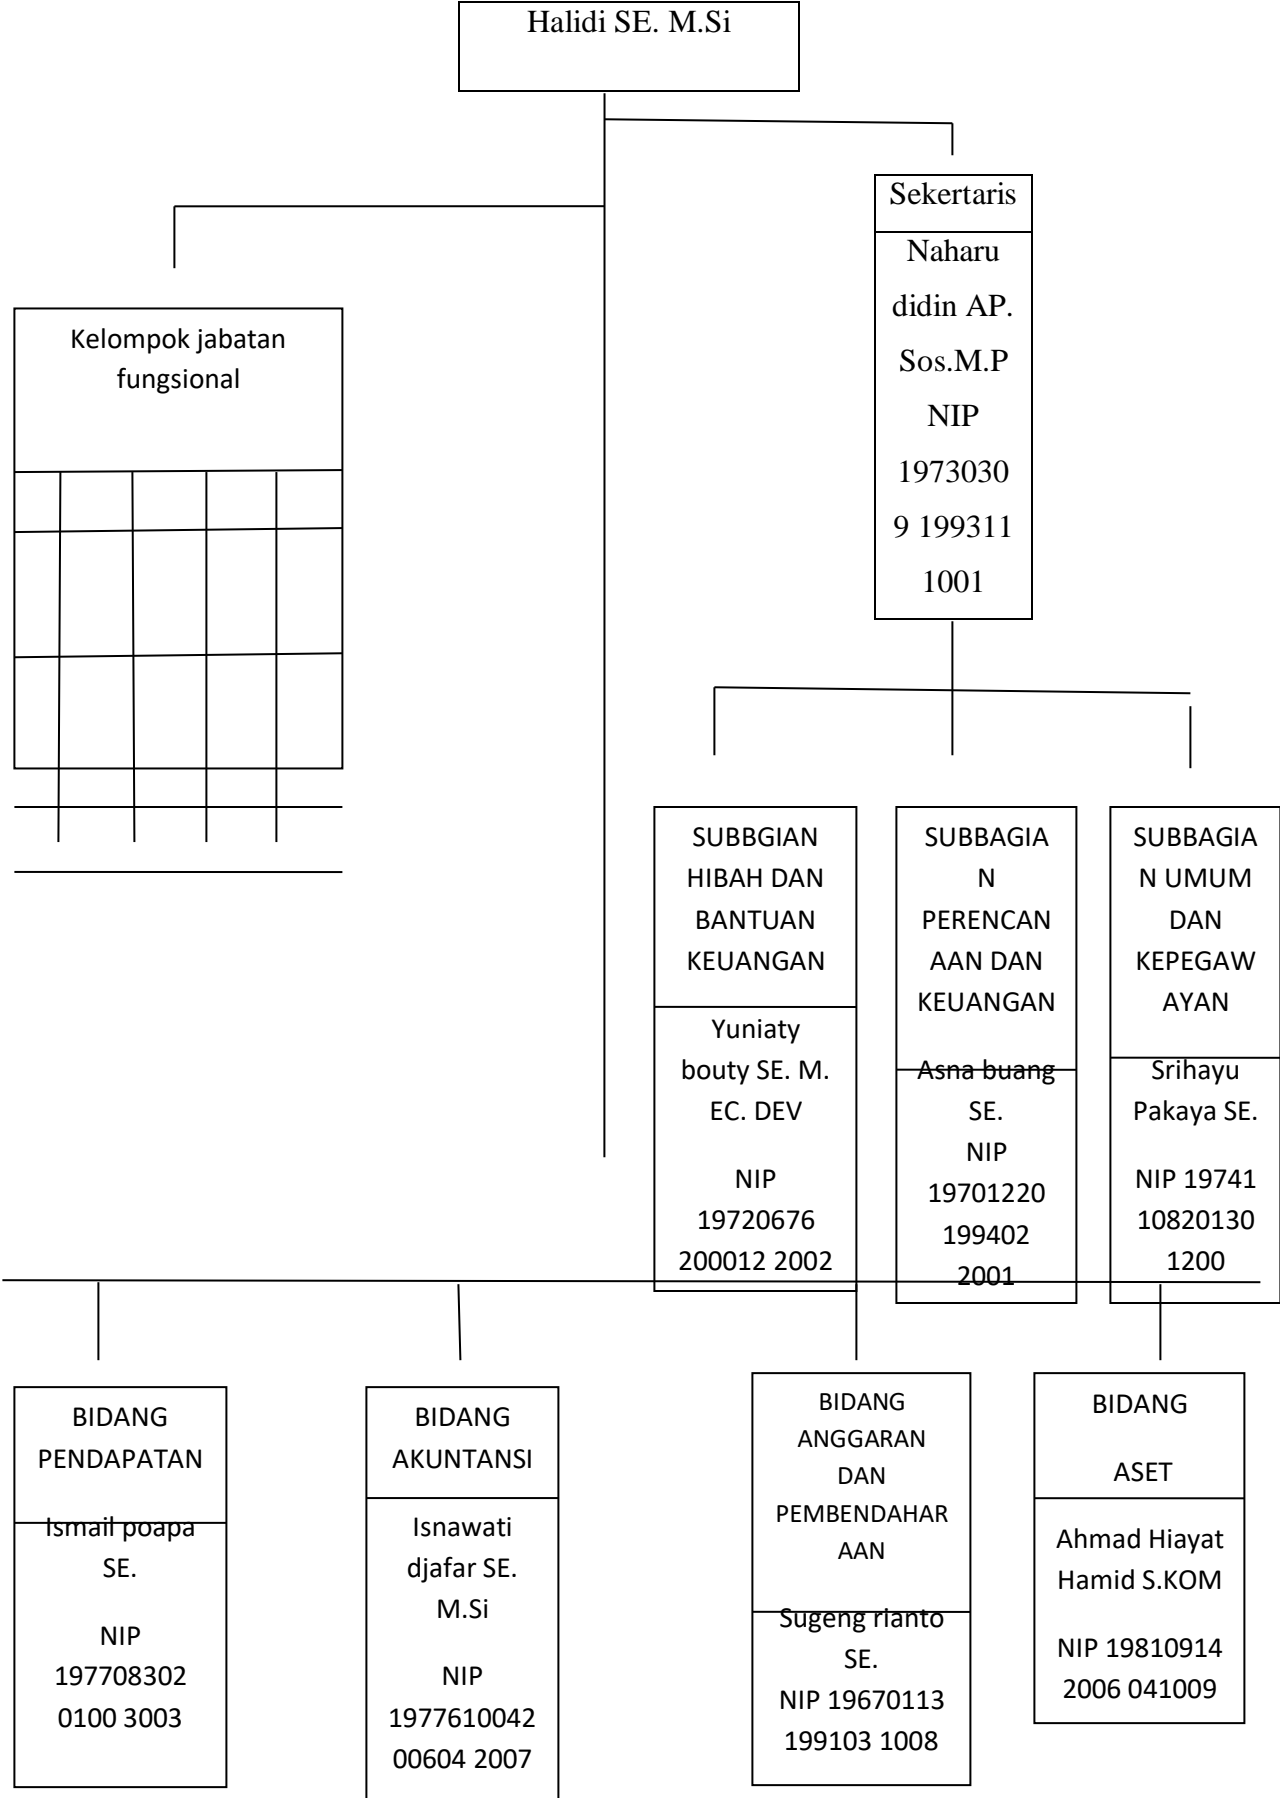 Halidi SE. M.Si
Sekertaris
Naharu
didin AP.
Sos.M.P
NIP
1973030
9 199311
1001
Kelompok jabatan
fungsional
SUBBGIAN
HIBAH DAN
BANTUAN
KEUANGAN
Yuniaty
bouty SE. M.
EC. DEV
NIP
19720676
200012 2002
SUBBAGIA
N
PERENCAN
AAN DAN
KEUANGAN
Asna buang
SE.
NIP
19701220
199402
2001
SUBBAGIA
N UMUM
DAN
KEPEGAW
AYAN
Srihayu
Pakaya SE.
NIP 19741
10820130
1200
BIDANG
PENDAPATAN
Ismail poapa
SE.
NIP
197708302
0100 3003
BIDANG
AKUNTANSI
Isnawati
djafar SE.
M.Si
NIP
1977610042
00604 2007
BIDANG
ANGGARAN
DAN
PEMBENDAHAR
AAN
Sugeng rianto
SE.
NIP 19670113
199103 1008
BIDANG
ASET
Ahmad Hiayat
Hamid S.KOM
NIP 19810914
2006 041009